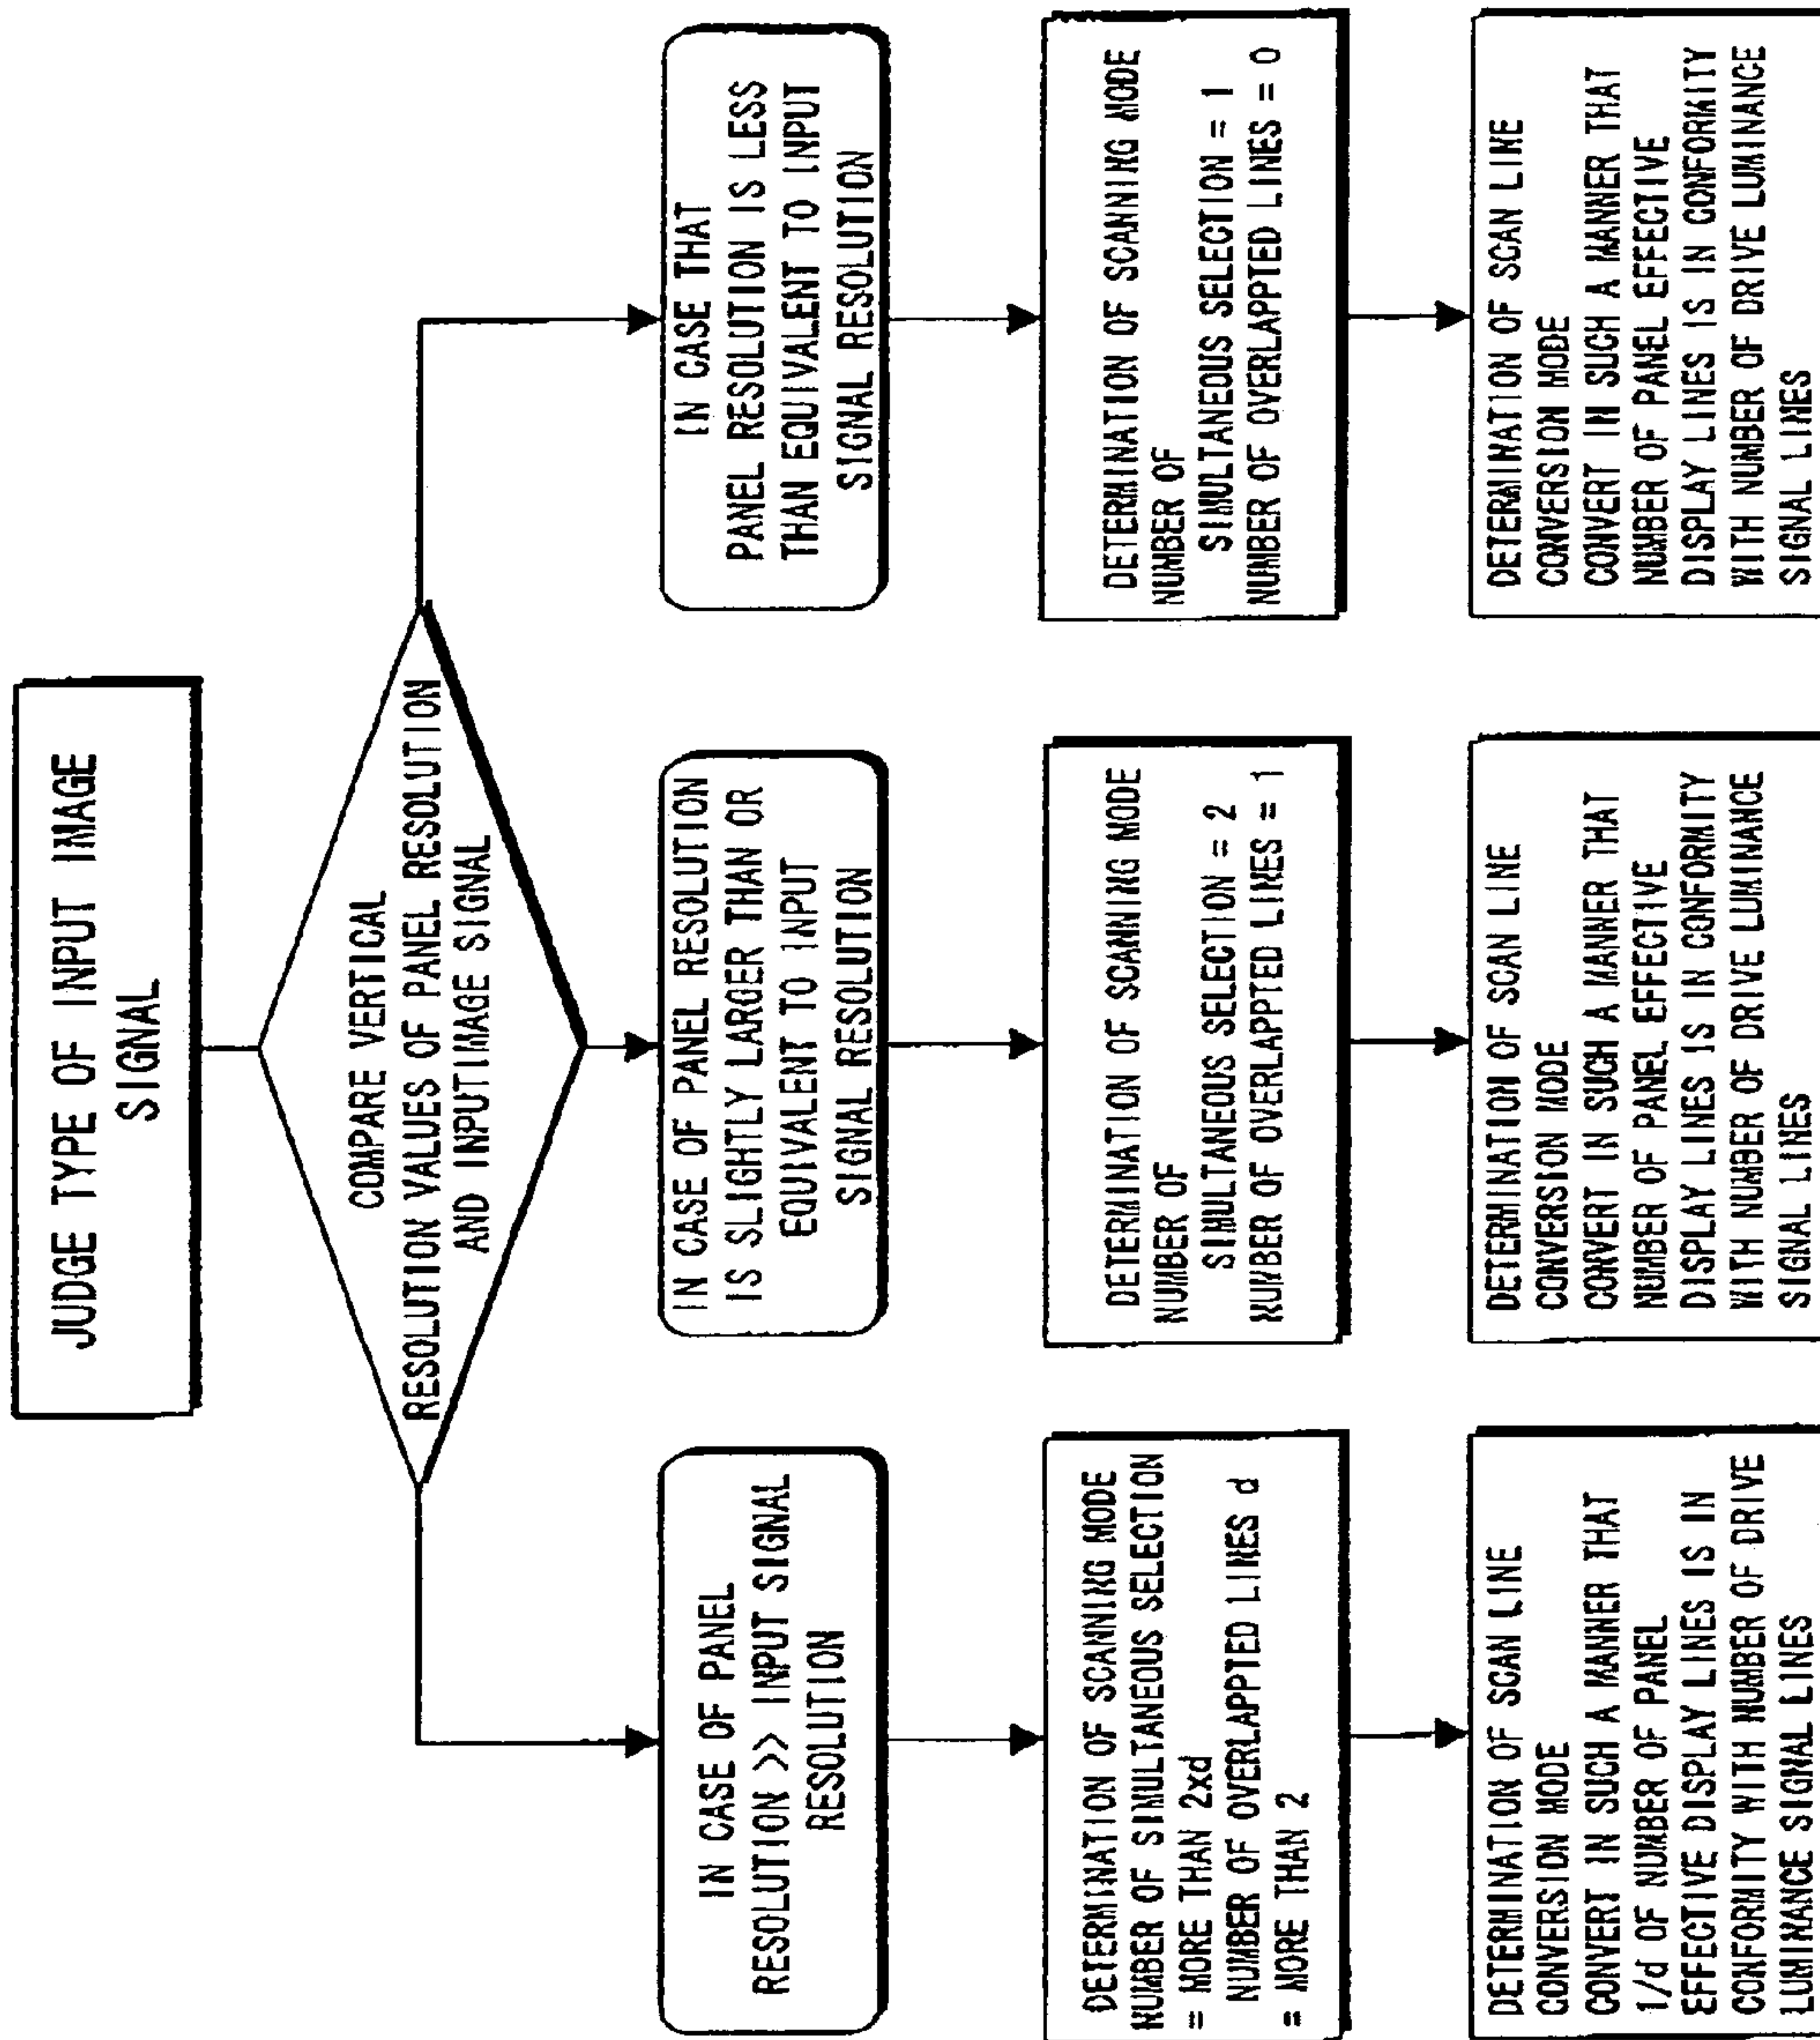 JUDGE TYPE OF INPUT IMAGE
SIGNAL
COMPARE VERTICAL
RESOLUTION VALUES OF PANEL RESOLUTION
AND INPUTIMAGE SIGNAL
IN CASE OF PANEL
RESOLUTION >> INPUT SIGNAL
RESOLUTION
DETERMINATION OF SCANNING MODE
NUMBER OF SIMULTANEOUS SELECTION
= MORE THAN 2xd
NUMBER OF OVERLAPPTED LINES d
= MORE THAN 2
DETERMINATION OF SCAN LINE
CONVERSION MODE
CONVERT IN SUCH A MANNER THAT
1/d OF NUMBER OF PANEL
EFFECTIVE DISPLAY LINES IS IN
CONFORMITY WITH NUMBER OF DRIVE
LUMINANCE SIGNAL LINES
IN CASE OF PANEL RESOLUTION
IS SLIGHTLY LARGER THAN OR
EQUIVALENT TO INPUT
SIGNAL RESOLUTION
DETERMINATION OF SCANNING MODE
NUMBER OF
SIMULTANEOUS SELECTION = 2
NUMBER OF OVERLAPPTED LINES = 1
DETERMINATION OF SCAN LINE
CONVERSION MODE
CONVERT IN SUCH A MANNER THAT
NUMBER OF PANEL EFFECTIVE
DISPLAY LINES IS IN CONFORMITY
WITH NUMBER OF DRIVE LUMINANCE
SIGNAL LINES
IN CASE THAT
PANEL RESOLUTION IS LESS
THAN EQUIVALENT TO INPUT
SIGNAL RESOLUTION
DETERMINATION OF SCANNING MODE
NUMBER OF
SIMULTANEOUS SELECTION = 1
NUMBER OF OVERLAPPTED LINES = 0
DETERMINATION OF SCAN LINE
CONVERSION MODE
CONVERT IN SUCH A MANNER THAT
NUMBER OF PANEL EFFECTIVE
DISPLAY LINES IS IN CONFORMITY
WITH NUMBER OF DRIVE LUMINANCE
SIGNAL LINES